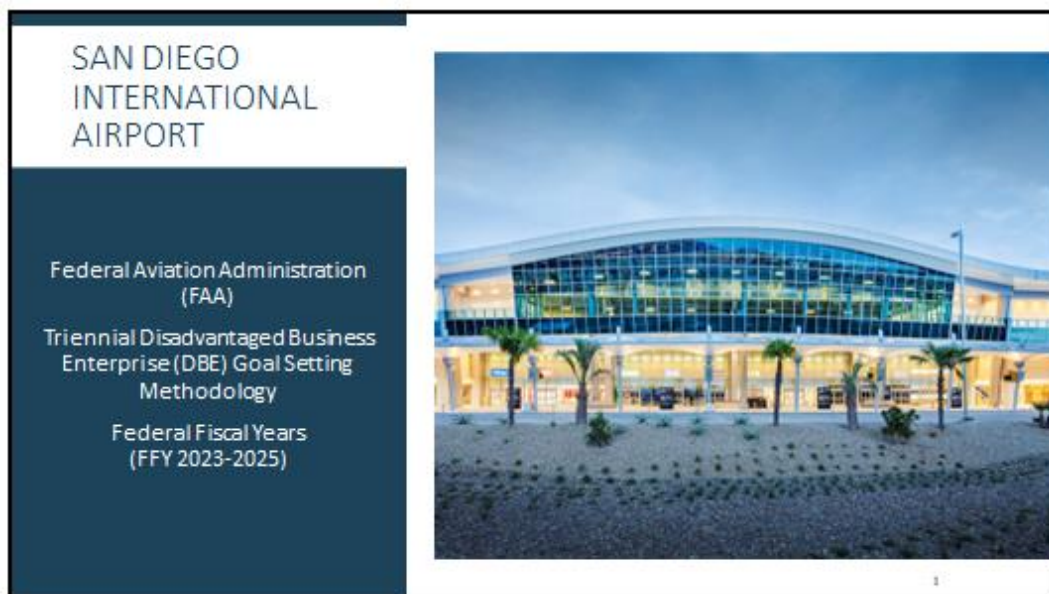 SAN DIEGO
INTERNATIONAL
AIRPORT
Federal Aviation Administration
(FAA)
Triennial Disadvantaged Business
Enterprise (DBE) Goal Setting
Methodology
Federal Fiscal Years
(FFY 2023-2025)
1